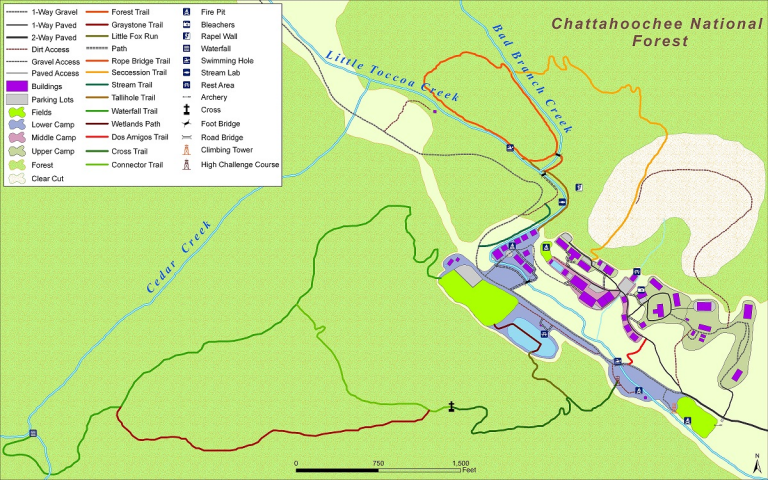 1-Way Gravel
1-Way Paved
2-Way Paved
Dirt Access
Gravel Access
Paved Access
Buildings
Parking Lots
Fields
Lower Camp
Middle Camp
Upper Camp
Forest
Clear Cut
Forest Trail
Graystone Trail
Little Fox Run
Path
Rope Bridge Trail
Seccession Trail
Stream Trail
Tallihole Trail
Waterfall Trail
Wetlands Path
Dos Amigos Trail
Cross Trail
Connector Trail
Fire Pit
Bleachers
Rapel Wall
Waterfall
Swimming Hole
Stream Lab
Rest Area
Archery
Cross
Foot Bridge
Road Bridge
Climbing Tower
High Challenge Course
Chattahoochee National
Forest
Little Toccoa Creek
Bad Branch Creek
Cedar Creek
0 750 1,500
Feet
N